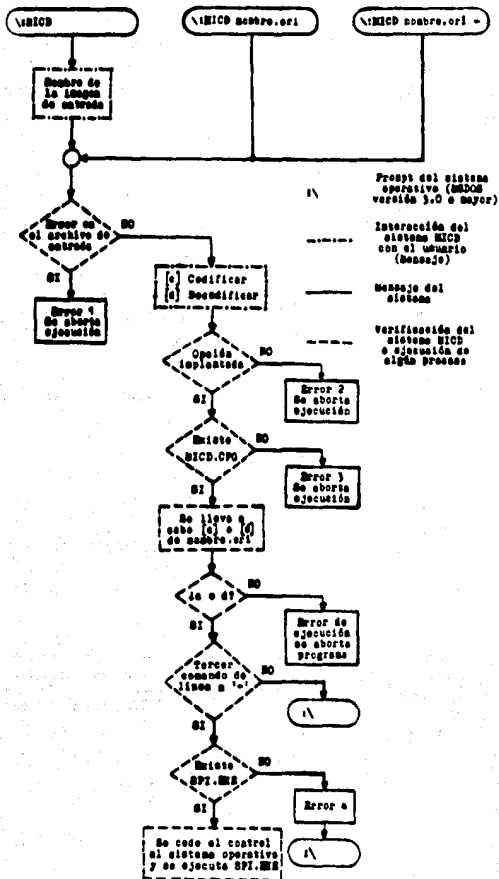 \:MICD
\:MICD nombre.ori
\:MICD nombre.ori -
Nombre de
la imagen
de entrada
Error en
el archivo de
entrada
NO
SI
Error 1
Se aborta
ejecución
[c] Codificar
[d] Decodificar
:\
Prompt del sistema
operativo (MSDOS
versión 3.0 o mayor)
Interacción del
sistema MICD
con el usuario
(Mensaje)
Mensaje del
sistema
Verificación del
sistema MICD
o ejecución de
algún proceso
Opción
implantada
NO
SI
Error 2
Se aborta
ejecución
Existe
MICD.CFG
NO
SI
Error 3
Se aborta
ejecución
Se lleva a
cabo [c] o [d]
de nombre.ori
¿c o d?
NO
SI
Error de
ejecución
se aborta
programa
Tercer
comando de
línea = '-'
NO
SI
:\
Existe
SPI.EXE
NO
SI
Error 4
:\
Se cede el control
al sistema operativo
y se ejecuta SPI.EXE